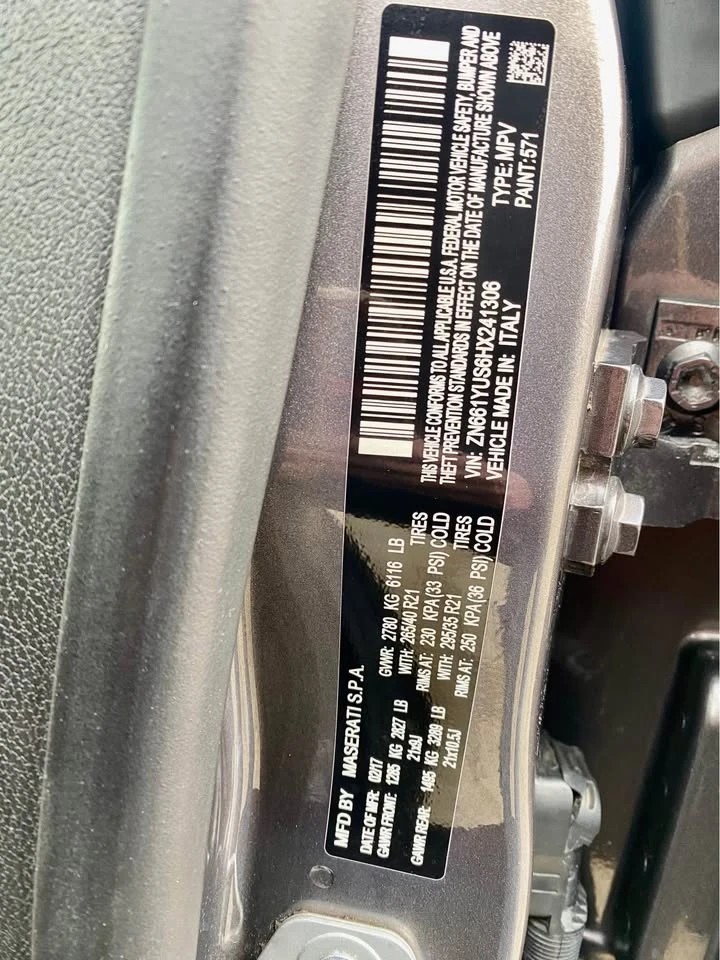 MFD BY MASERATI S.P.A.
DATE OF MFR: 02/17 GVWR: 2780 KG 6116 LB
GAWR FRONT: 1285 KG 2827 LB WITH: 265/40 R21 TIRES
21x9J RIMS AT: 230 KPA(33 PSI) COLD
GAWR REAR: 1495 KG 3289 LB WITH: 295/35 R21 TIRES
21x10.5J RIMS AT: 250 KPA(36 PSI) COLD
THIS VEHICLE CONFORMS TO ALL APPLICABLE U.S.A. FEDERAL MOTOR VEHICLE SAFETY, BUMPER AND
THEFT PREVENTION STANDARDS IN EFFECT ON THE DATE OF MANUFACTURE SHOWN ABOVE
VIN: ZN661YUS6HX241306 TYPE: MPV
VEHICLE MADE IN: ITALY PAINT: 571